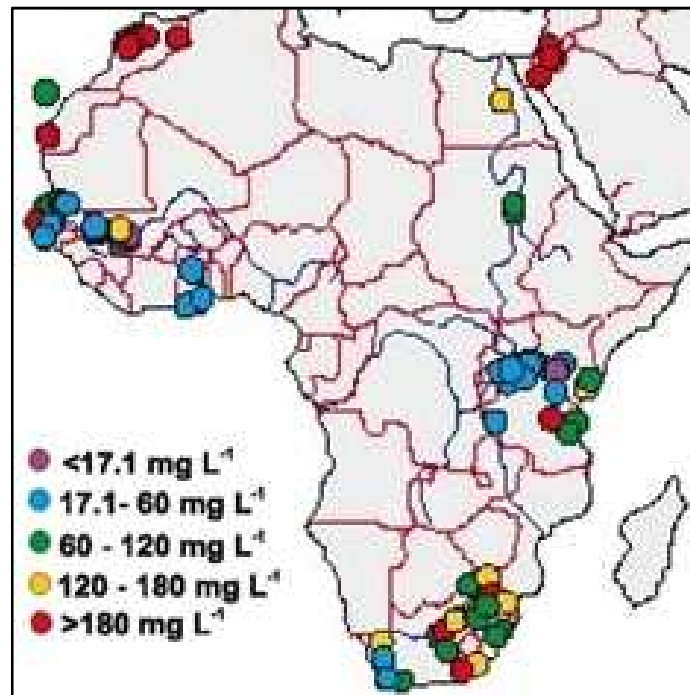 <17.1 mg L⁻¹
17.1- 60 mg L⁻¹
60 - 120 mg L⁻¹
120 - 180 mg L⁻¹
>180 mg L⁻¹